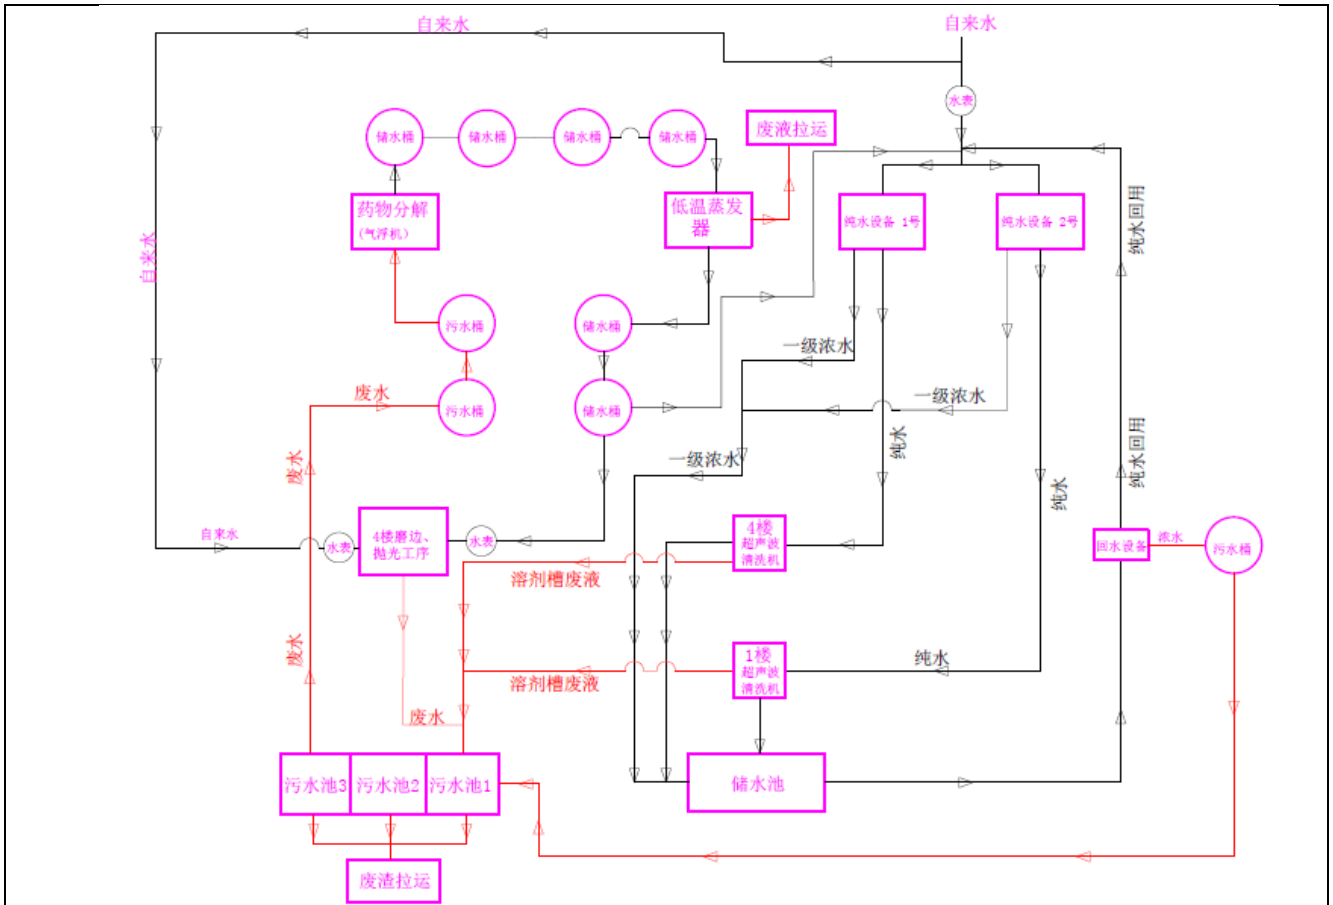 自来水
自来水
水表
储水桶
储水桶
储水桶
储水桶
废液拉运
药物分解
(气浮机)
低温蒸发
器
纯水设备 1号
纯水设备 2号
纯水回用
自来水
污水桶
储水桶
一级浓水
废水
污水桶
储水桶
一级浓水
纯水
纯水回用
废水
一级浓水
纯水
自来水
水表
4楼磨边、
抛光工序
水表
4楼
超声波
清洗机
回水设备
浓水
污水桶
溶剂槽废液
废水
1楼
超声波
清洗机
纯水
溶剂槽废液
废水
污水池3
污水池2
污水池1
储水池
废渣拉运